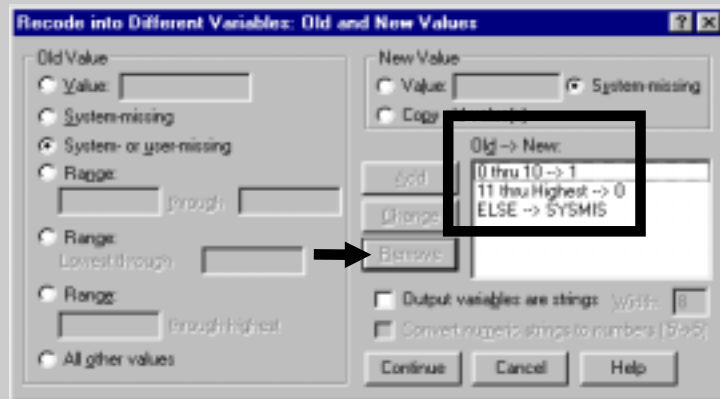 Recode into Different Variables: Old and New Values
Old Value
Value:
System-missing
System- or user-missing
Range:
through
Range:
Lowest through
Range:
through highest
All other values
New Value
Value:
System-missing
Copy
Old --> New:
Add
Change
Remove
0 thru 10 --> 1
11 thru Highest --> 0
ELSE --> SYSMIS
Output variables are strings
Width: 8
Convert numeric strings to numbers ('5'->5)
Continue
Cancel
Help